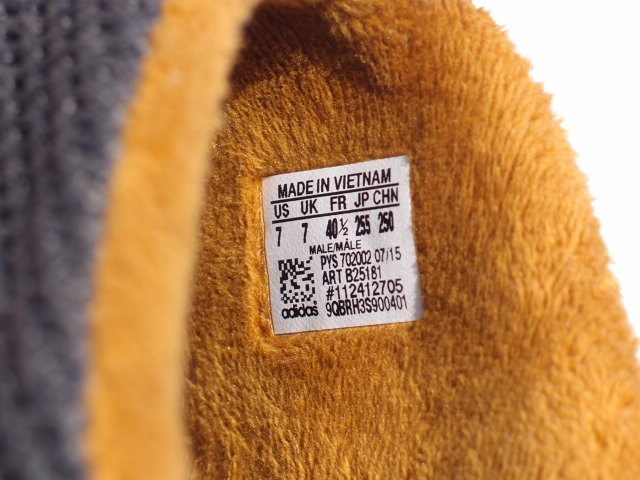 MADE IN VIETNAM
US UK FR JP CHN
7 7 40½ 255 250
MALE/MÂLE
PYS 702002 07/15
ART B25181
#112412705
adidas 9QBRH3S900401